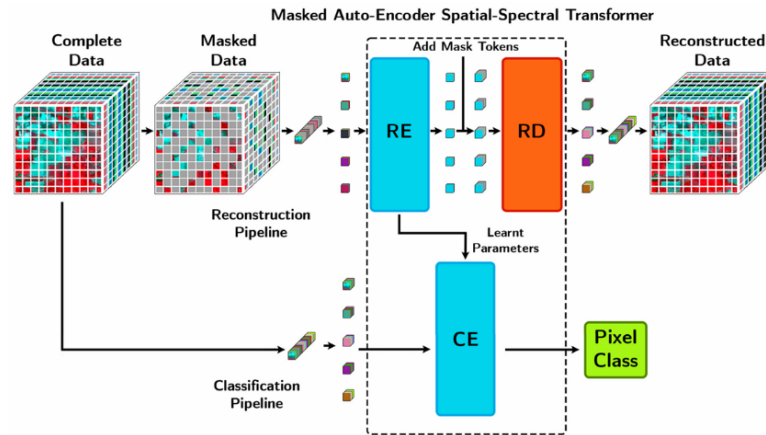 Masked Auto-Encoder Spatial-Spectral Transformer
Complete
Data
Masked
Data
Add Mask Tokens
Reconstructed
Data
RE
RD
Reconstruction
Pipeline
Learnt
Parameters
CE
Pixel
Class
Classification
Pipeline